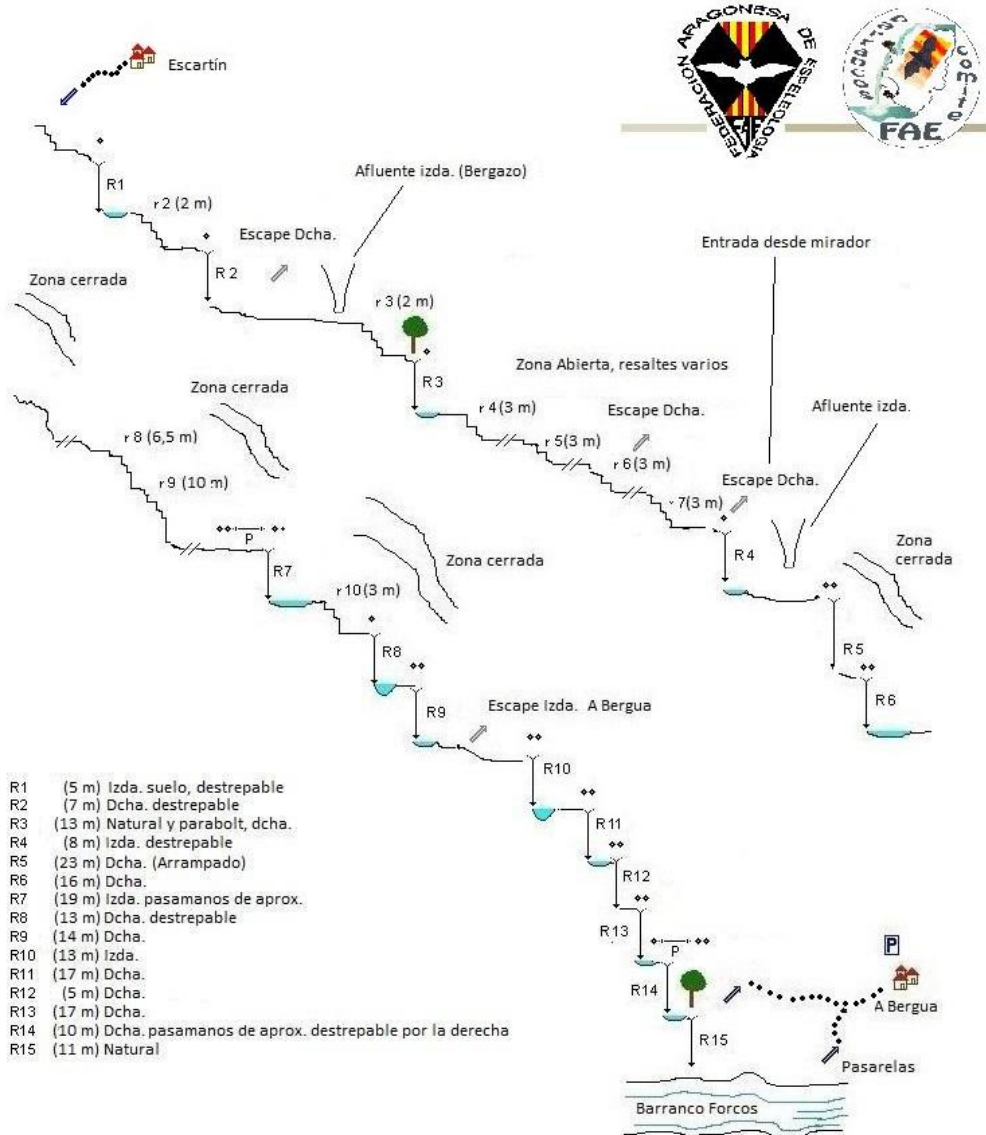 FEDERACION ARAGONESA DE ESPELEOLOGIA
FAE
FAE
Escartín
R1
r 2 (2 m)
Afluente izda. (Bergazo)
Escape Dcha.
R 2
Entrada desde mirador
Zona cerrada
r 3 (2 m)
R3
Zona Abierta, resaltes varios
Zona cerrada
r 4 (3 m)
Escape Dcha.
Afluente izda.
r 8 (6,5 m)
r 5(3 m)
r 6(3 m)
r 9 (10 m)
Escape Dcha.
r 7(3 m)
P
R4
Zona
cerrada
Zona cerrada
R7
r 10 (3 m)
R5
R8
R6
R9
Escape Izda. A Bergua
R10
R11
R12
R13
P
R14
R15
P
A Bergua
Pasarelas
Barranco Forcos
R1 (5 m) Izda. suelo, destrepable
R2 (7 m) Dcha. destrepable
R3 (13 m) Natural y parabolt, dcha.
R4 (8 m) Izda. destrepable
R5 (23 m) Dcha. (Arrampado)
R6 (16 m) Dcha.
R7 (19 m) Izda. pasamanos de aprox.
R8 (13 m) Dcha. destrepable
R9 (14 m) Dcha.
R10 (13 m) Izda.
R11 (17 m) Dcha.
R12 (5 m) Dcha.
R13 (17 m) Dcha.
R14 (10 m) Dcha. pasamanos de aprox. destrepable por la derecha
R15 (11 m) Natural